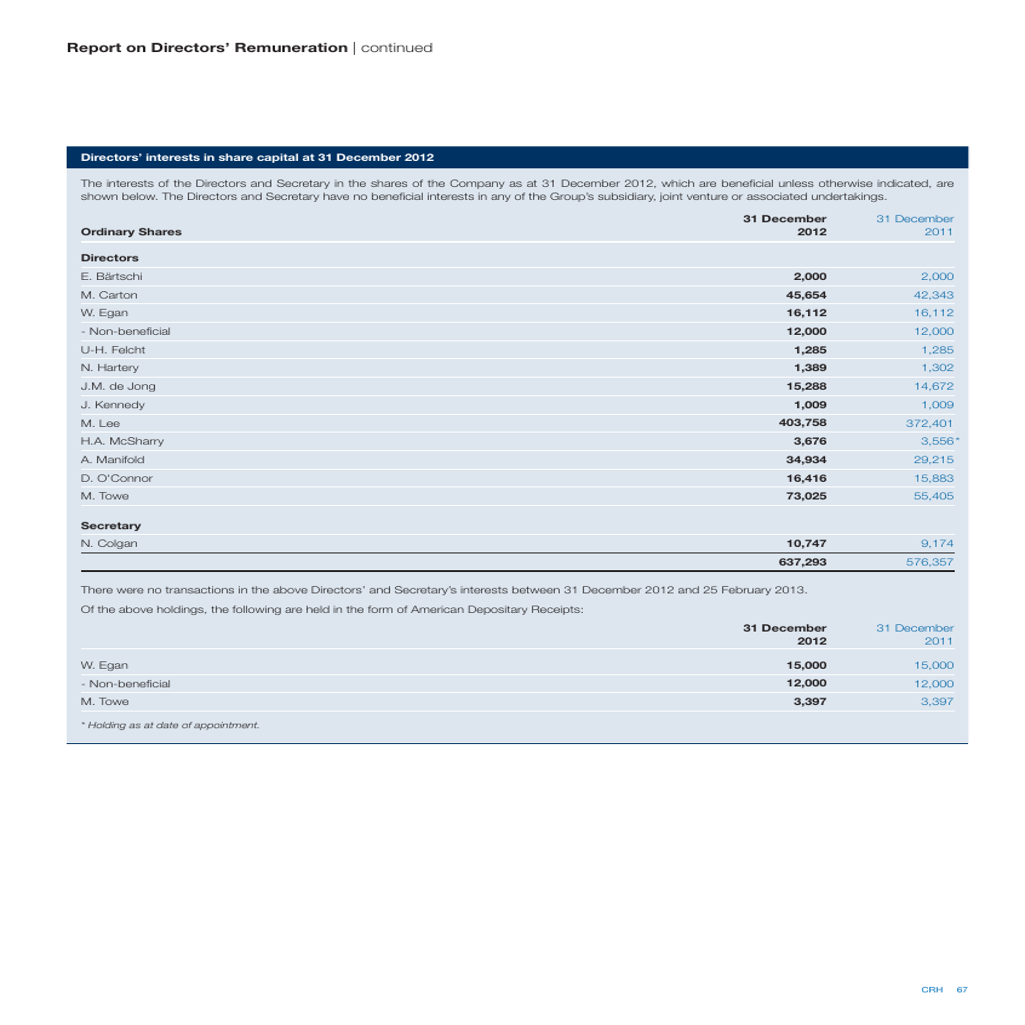 Report on Directors' Remuneration | continued
Directors' interests in share capital at 31 December 2012
The interests of the Directors and Secretary in the shares of the Company as at 31 December 2012, which are beneficial unless otherwise indicated, are
shown below. The Directors and Secretary have no beneficial interests in any of the Group's subsidiary, joint venture or associated undertakings.
31 December 31 December
Ordinary Shares 2012 2011
Directors
E. Bärtschi 2,000 2,000
M. Carton 45,654 42,343
W. Egan 16,112 16,112
- Non-beneficial 12,000 12,000
U-H. Felcht 1,285 1,285
N. Hartery 1,389 1,302
J.M. de Jong 15,288 14,672
J. Kennedy 1,009 1,009
M. Lee 403,758 372,401
H.A. McSharry 3,676 3,556*
A. Manifold 34,934 29,215
D. O'Connor 16,416 15,883
M. Towe 73,025 55,405
Secretary
N. Colgan 10,747 9,174
637,293 576,357
There were no transactions in the above Directors' and Secretary's interests between 31 December 2012 and 25 February 2013.
Of the above holdings, the following are held in the form of American Depositary Receipts:
31 December 31 December
2012 2011
W. Egan 15,000 15,000
- Non-beneficial 12,000 12,000
M. Towe 3,397 3,397
* Holding as at date of appointment.
CRH 67